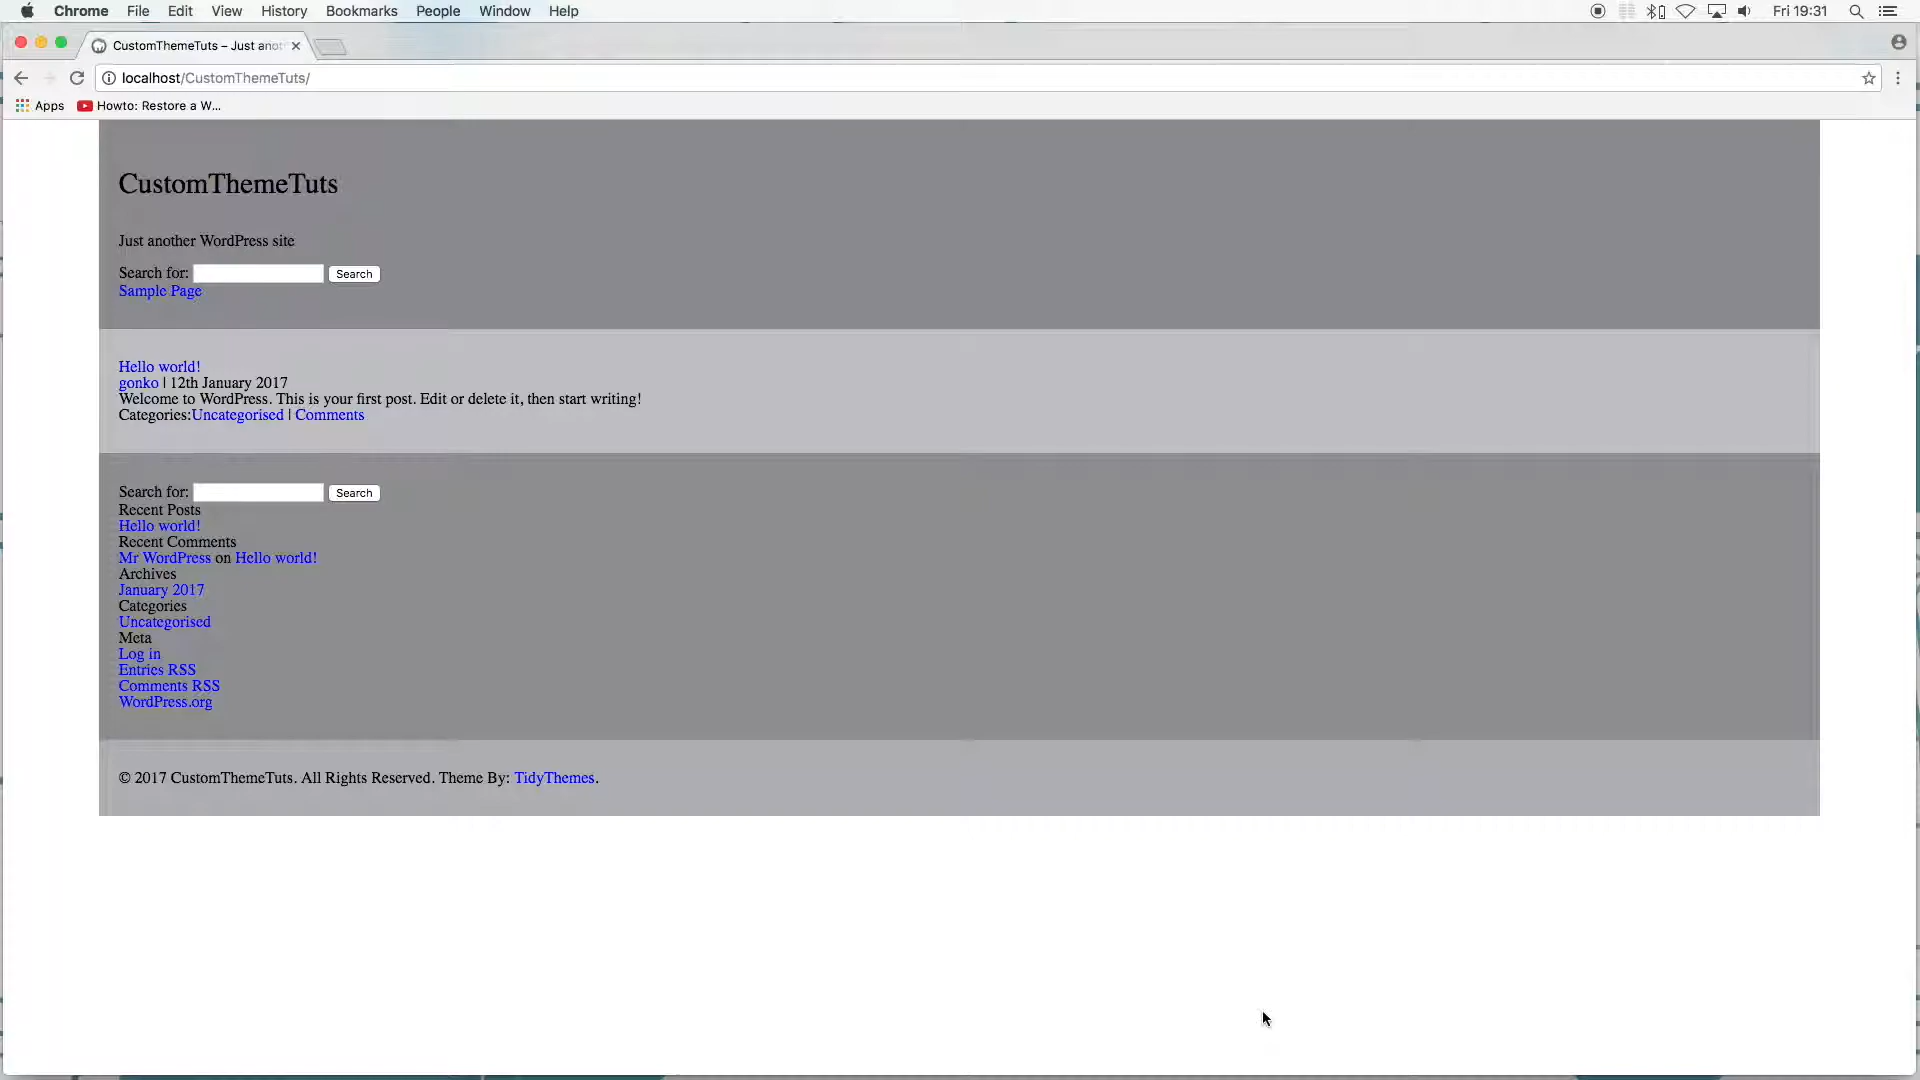 Chrome File Edit View History Bookmarks People Window Help Fri 19:31
CustomThemeTuts – Just anot
localhost/CustomThemeTuts/
Apps Howto: Restore a W...
CustomThemeTuts
Just another WordPress site
Search for: Search
Sample Page
Hello world!
gonko | 12th January 2017
Welcome to WordPress. This is your first post. Edit or delete it, then start writing!
Categories:Uncategorised | Comments
Search for: Search
Recent Posts
Hello world!
Recent Comments
Mr WordPress on Hello world!
Archives
January 2017
Categories
Uncategorised
Meta
Log in
Entries RSS
Comments RSS
WordPress.org
© 2017 CustomThemeTuts. All Rights Reserved. Theme By: TidyThemes.